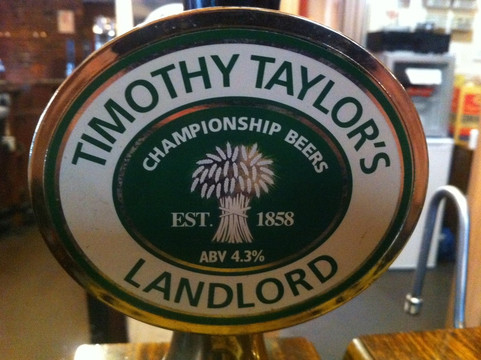 TIMOTHY TAYLOR'S
CHAMPIONSHIP BEERS
EST. 1858
ABV 4.3%
LANDLORD